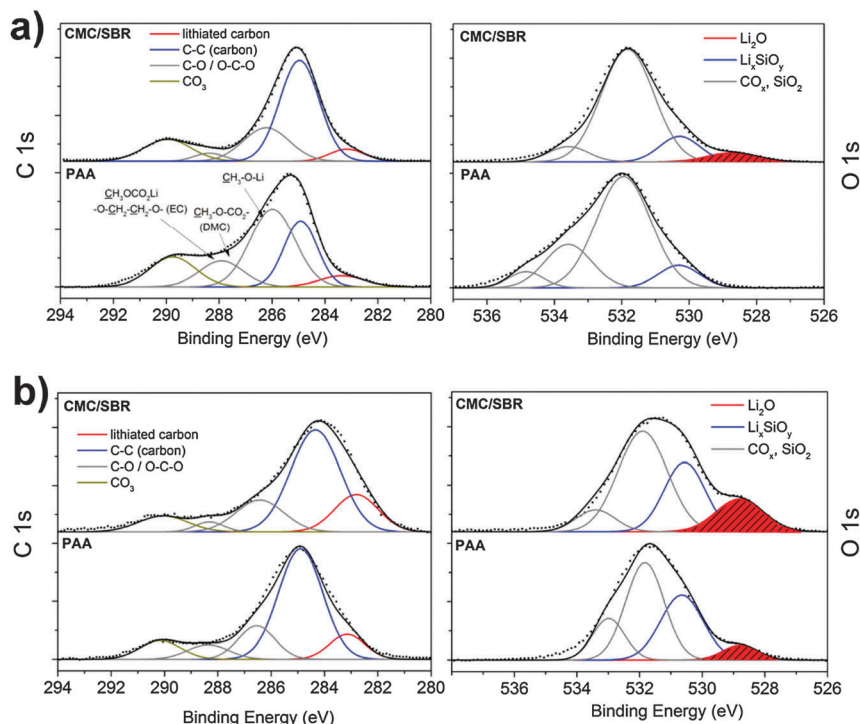 a)
CMC/SBR
lithiated carbon
C-C (carbon)
C-O / O-C-O
CO₃
C 1s
PAA
CH₃OCO₂Li
-O-CH₂-CH₂-O- (EC)
CH₃-O-CO₂-
(DMC)
CH₃-O-Li
294 292 290 288 286 284 282 280
Binding Energy (eV)
CMC/SBR
Li₂O
LiₓSiOᵧ
COₓ, SiO₂
O 1s
PAA
536 534 532 530 528 526
Binding Energy (eV)
b)
CMC/SBR
lithiated carbon
C-C (carbon)
C-O / O-C-O
CO₃
C 1s
PAA
294 292 290 288 286 284 282 280
Binding Energy (eV)
CMC/SBR
Li₂O
LiₓSiOᵧ
COₓ, SiO₂
O 1s
PAA
536 534 532 530 528 526
Binding Energy (eV)